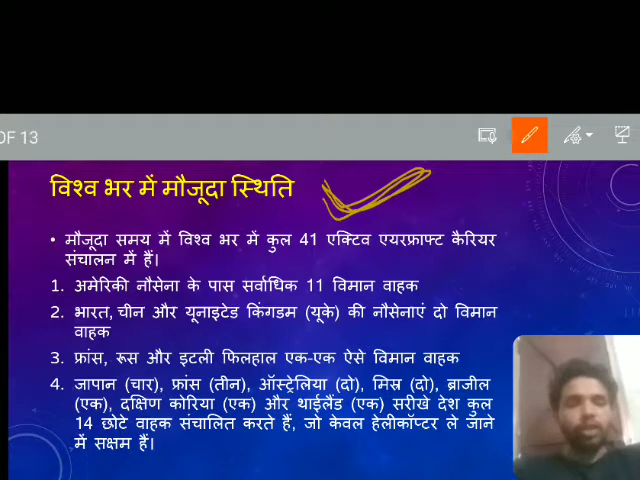 OF 13
विश्व भर में मौजूदा स्थिति
• मौजूदा समय में विश्व भर में कुल 41 एक्टिव एयरफ्राफ्ट कैरियर
संचालन में हैं।
1. अमेरिकी नौसेना के पास सर्वाधिक 11 विमान वाहक
2. भारत, चीन और यूनाइटेड किंगडम (यूके) की नौसेनाएं दो विमान
वाहक
3. फ्रांस, रूस और इटली फिलहाल एक-एक ऐसे विमान वाहक
4. जापान (चार), फ्रांस (तीन), ऑस्ट्रेलिया (दो), मिस्र (दो), ब्राजील
(एक), दक्षिण कोरिया (एक) और थाईलैंड (एक) सरीखे देश कुल
14 छोटे वाहक संचालित करते हैं, जो केवल हेलीकॉप्टर ले जाने
में सक्षम हैं।